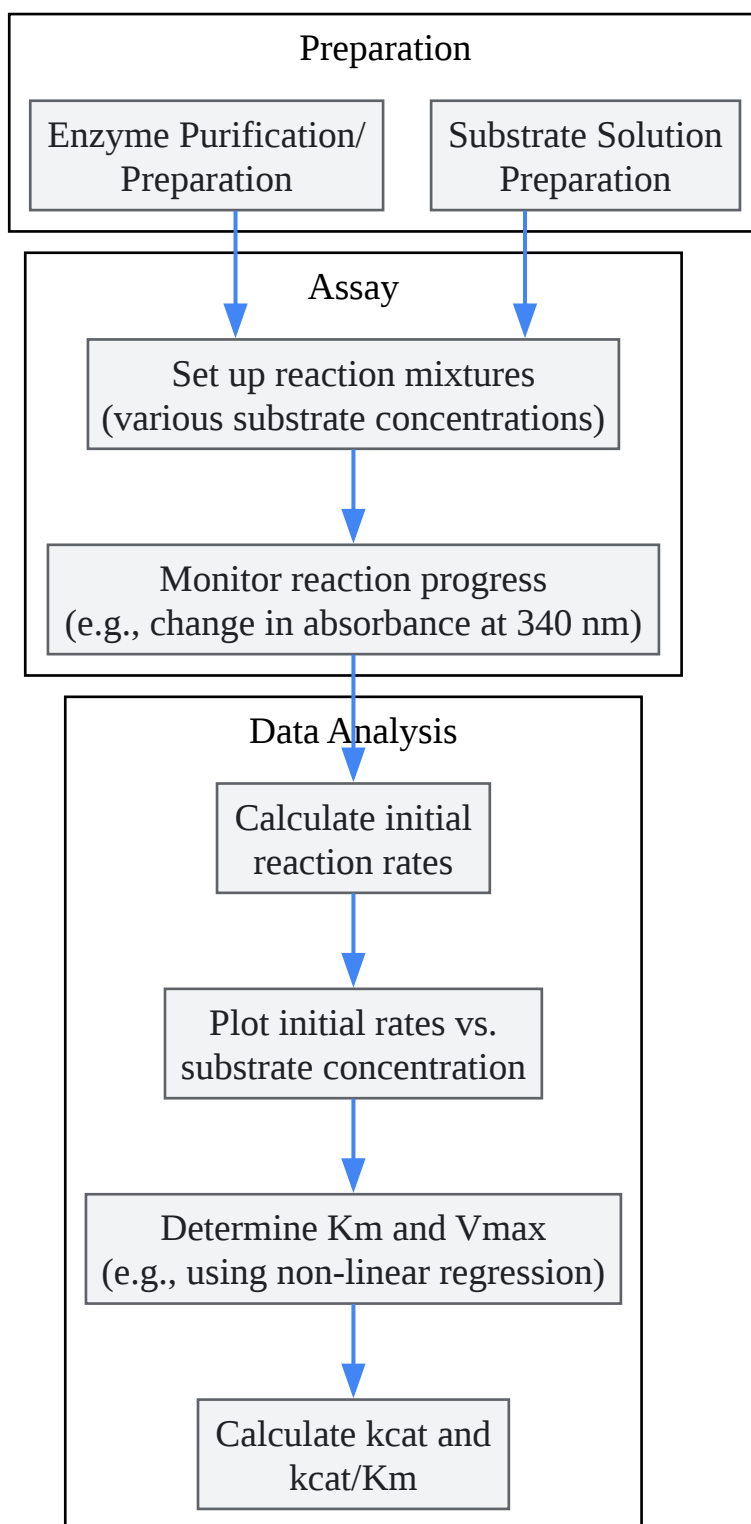 Preparation
Enzyme Purification/
Preparation
Substrate Solution
Preparation
Assay
Set up reaction mixtures
(various substrate concentrations)
Monitor reaction progress
(e.g., change in absorbance at 340 nm)
Data Analysis
Calculate initial
reaction rates
Plot initial rates vs.
substrate concentration
Determine Km and Vmax
(e.g., using non-linear regression)
Calculate kcat and
kcat/Km